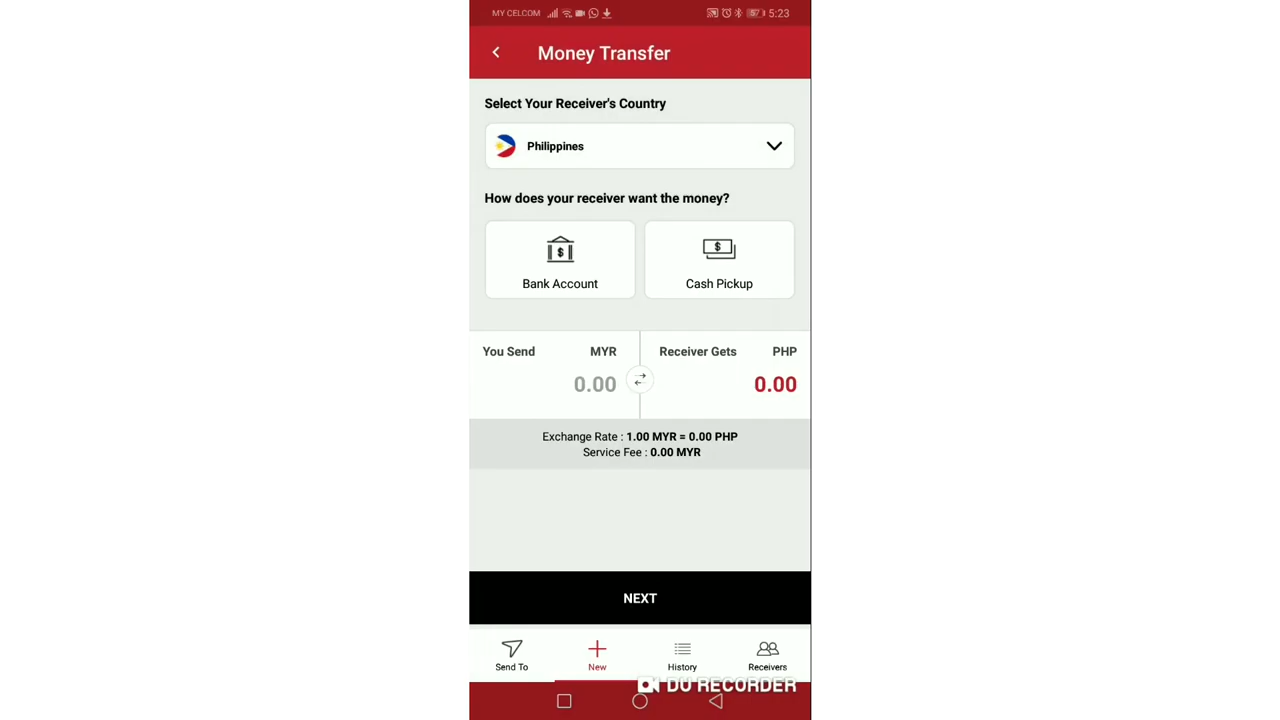 MY CELCOM 57 5:23
Money Transfer
Select Your Receiver's Country
Philippines
How does your receiver want the money?
$ $
Bank Account Cash Pickup
You Send MYR Receiver Gets PHP
0.00 0.00
Exchange Rate : 1.00 MYR = 0.00 PHP
Service Fee : 0.00 MYR
NEXT
Send To New History Receivers
DU RECORDER